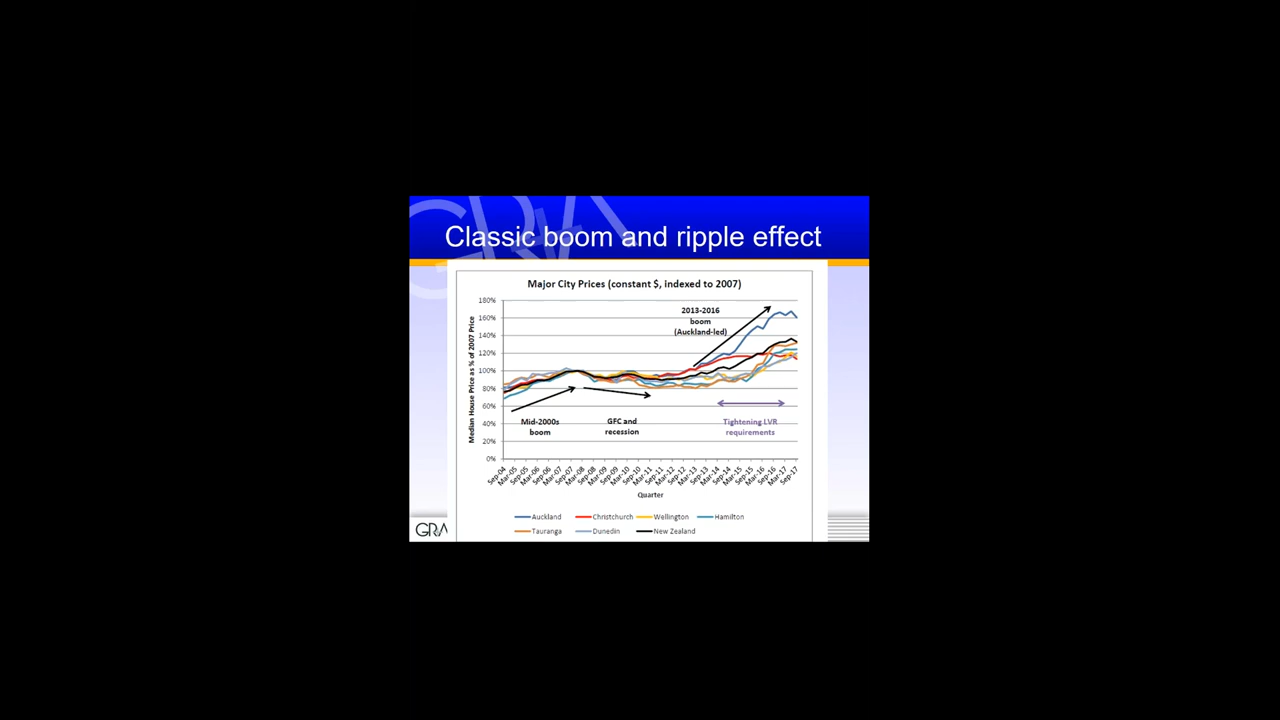 Classic boom and ripple effect
Major City Prices (constant $, indexed to 2007)
Median House Price as % of 2007 Price
180%
160%
140%
120%
100%
80%
60%
40%
20%
0%
2013-2016
boom
(Auckland-led)
Mid-2000s
boom
GFC and
recession
Tightening LVR
requirements
Sep-04
Mar-05
Sep-05
Mar-06
Sep-06
Mar-07
Sep-07
Mar-08
Sep-08
Mar-09
Sep-09
Mar-10
Sep-10
Mar-11
Sep-11
Mar-12
Sep-12
Mar-13
Sep-13
Mar-14
Sep-14
Mar-15
Sep-15
Mar-16
Sep-16
Mar-17
Sep-17
Quarter
Auckland Christchurch Wellington Hamilton
Tauranga Dunedin New Zealand
GRA